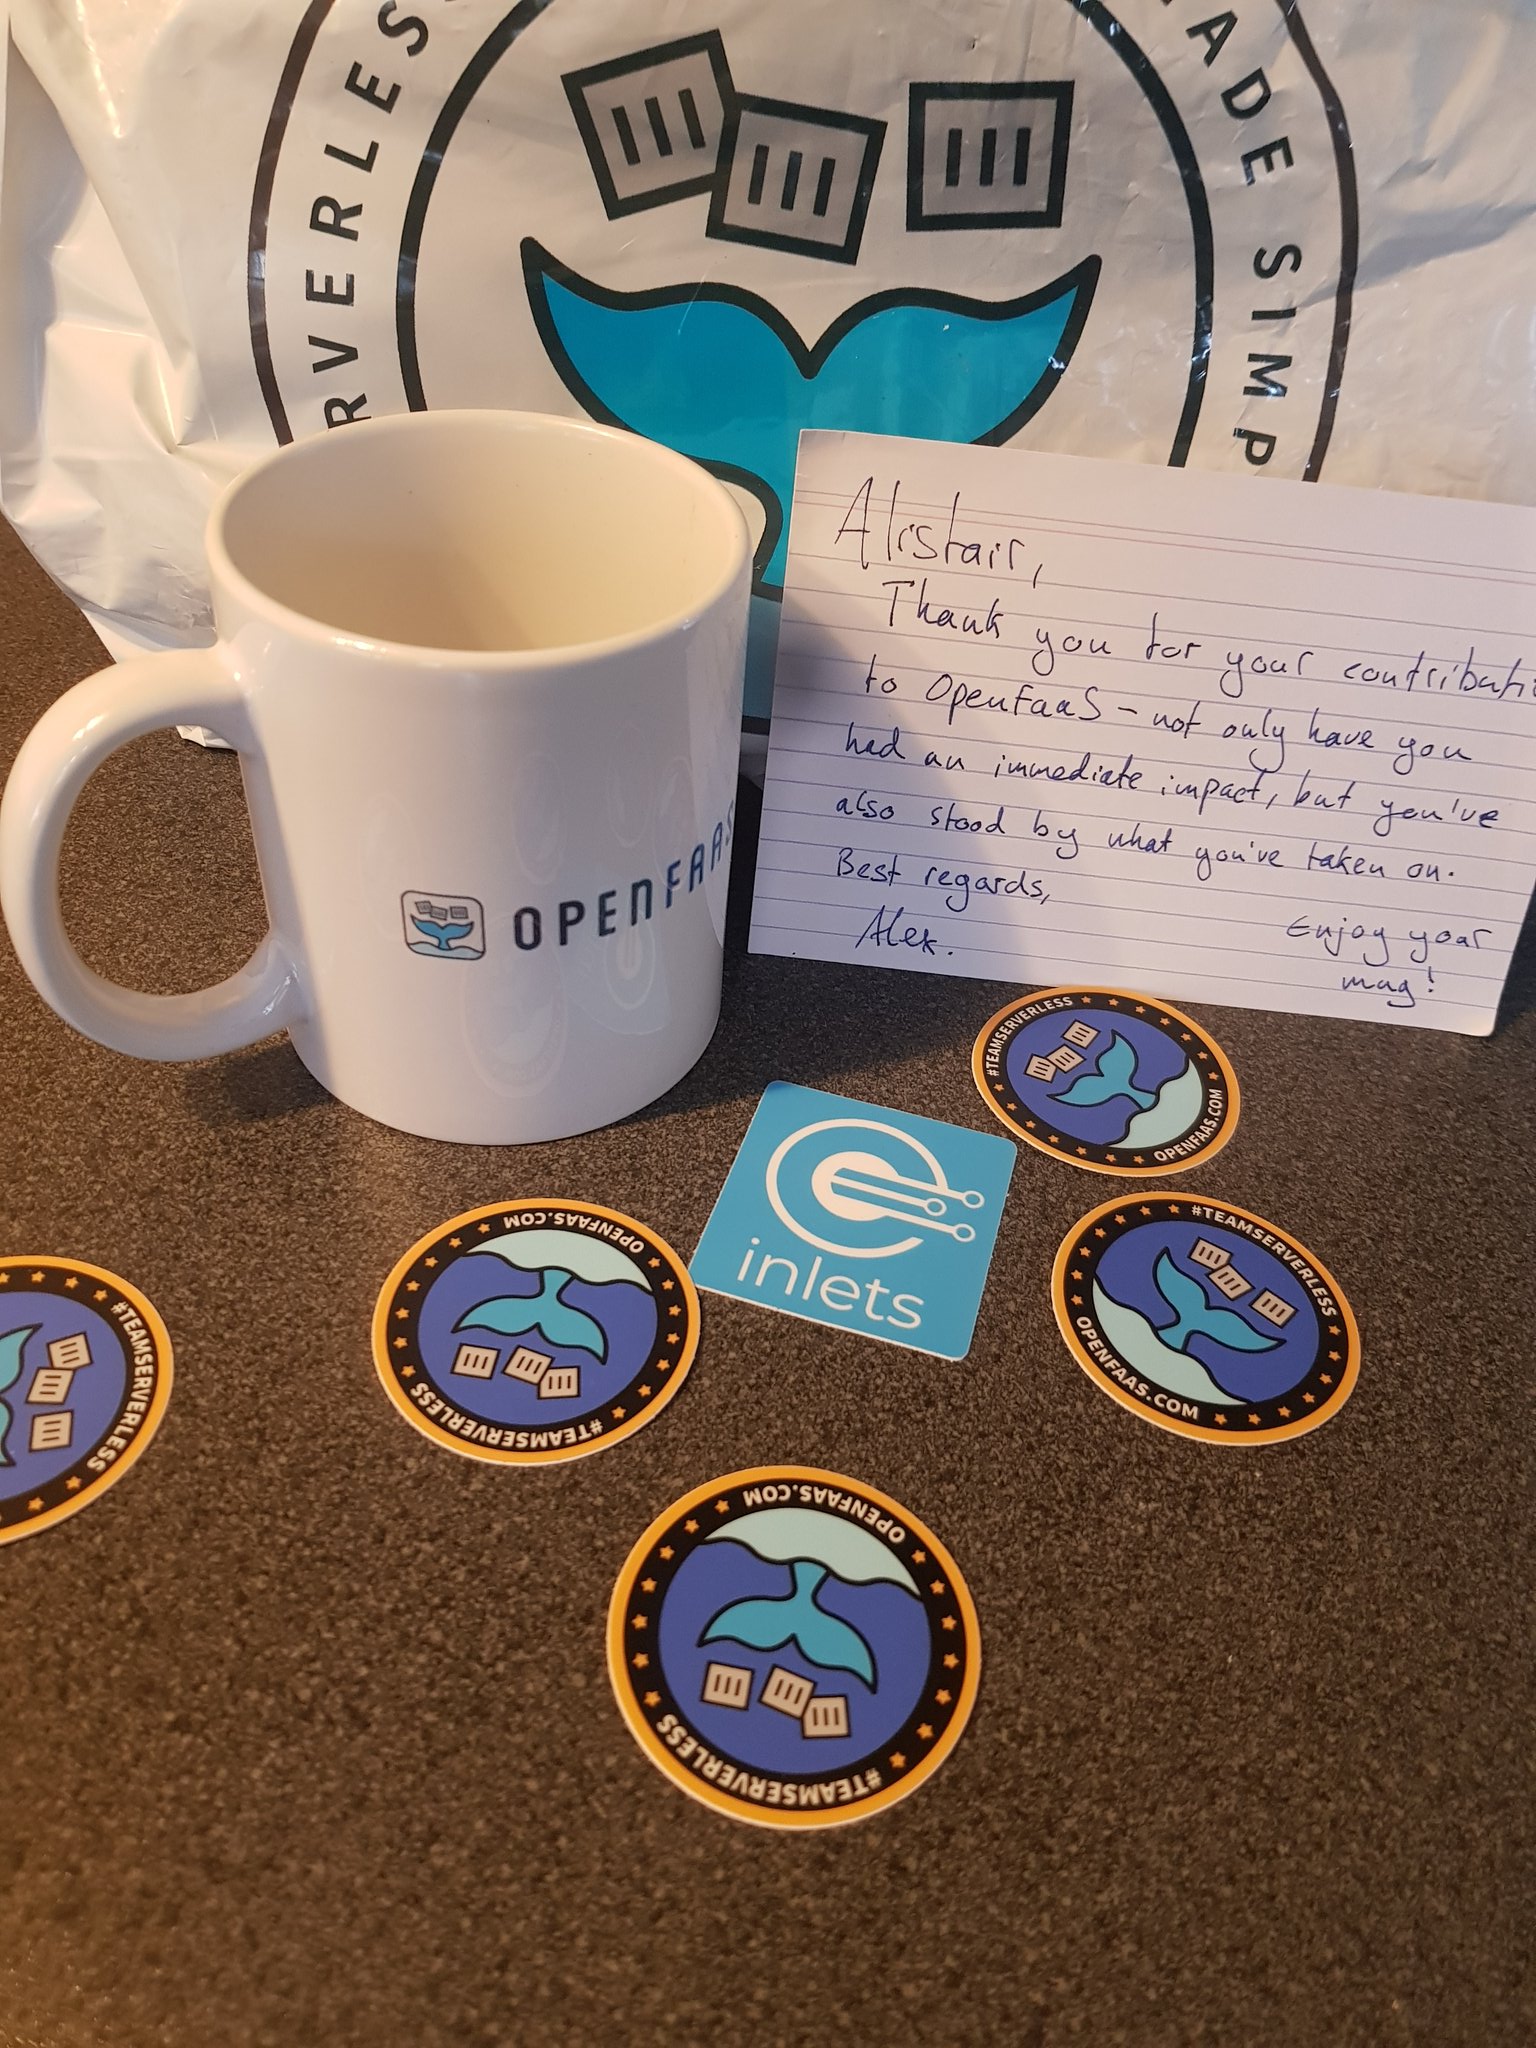 RVERLES
ADE SIMP
Alistair,
Thank you for your contributi
to OpenFaaS - not only have you
had an immediate impact, but you've
also stood by what you've taken on.
Best regards,
Alex.
Enjoy your
mug!
OPENFAAS
#TEAMSERVERLESS
OPENFAAS.COM
inlets
#TEAMSERVERLESS
OPENFAAS.COM
OPENFAAS.COM
#TEAMSERVERLESS
#TEAMSERVERLESS
OPENFAAS.COM
#TEAMSERVERLESS